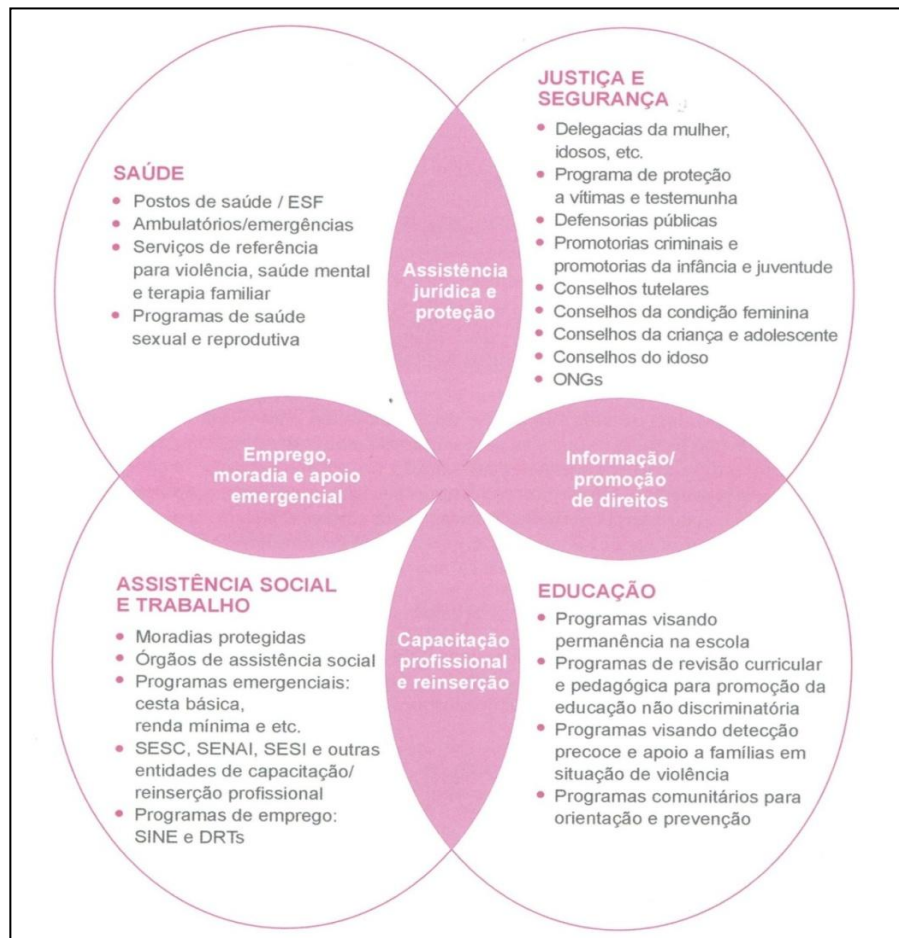 SAÚDE
• Postos de saúde / ESF
• Ambulatórios/emergências
• Serviços de referência
para violência, saúde mental
e terapia familiar
• Programas de saúde
sexual e reprodutiva
JUSTIÇA E
SEGURANÇA
• Delegacias da mulher,
idosos, etc.
• Programa de proteção
a vítimas e testemunha
• Defensorias públicas
• Promotorias criminais e
promotorias da infância e juventude
• Conselhos tutelares
• Conselhos da condição feminina
• Conselhos da criança e adolescente
• Conselhos do idoso
• ONGs
Assistência
jurídica e
proteção
Emprego,
moradia e apoio
emergencial
Informação/
promoção
de direitos
ASSISTÊNCIA SOCIAL
E TRABALHO
• Moradias protegidas
• Órgãos de assistência social
• Programas emergenciais:
cesta básica,
renda mínima e etc.
• SESC, SENAI, SESI e outras
entidades de capacitação/
reinserção profissional
• Programas de emprego:
SINE e DRTs
Capacitação
profissional
e reinserção
EDUCAÇÃO
• Programas visando
permanência na escola
• Programas de revisão curricular
e pedagógica para promoção da
educação não discriminatória
• Programas visando detecção
precoce e apoio a famílias em
situação de violência
• Programas comunitários para
orientação e prevenção